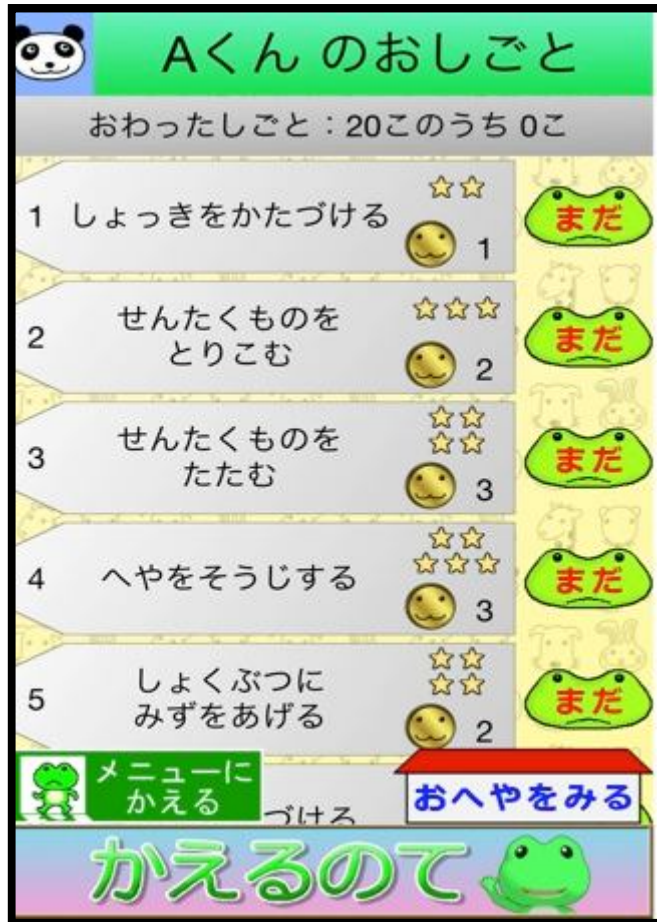 Aくん のおしごと
おわったしごと：20このうち 0こ
1 しょっきをかたづける
1
まだ
2 せんたくものを
とりこむ
2
まだ
3 せんたくものを
たたむ
3
まだ
4 へやをそうじする
3
まだ
5 しょくぶつに
みずをあげる
2
まだ
メニューに
かえる
づける
おへやをみる
かえるのて